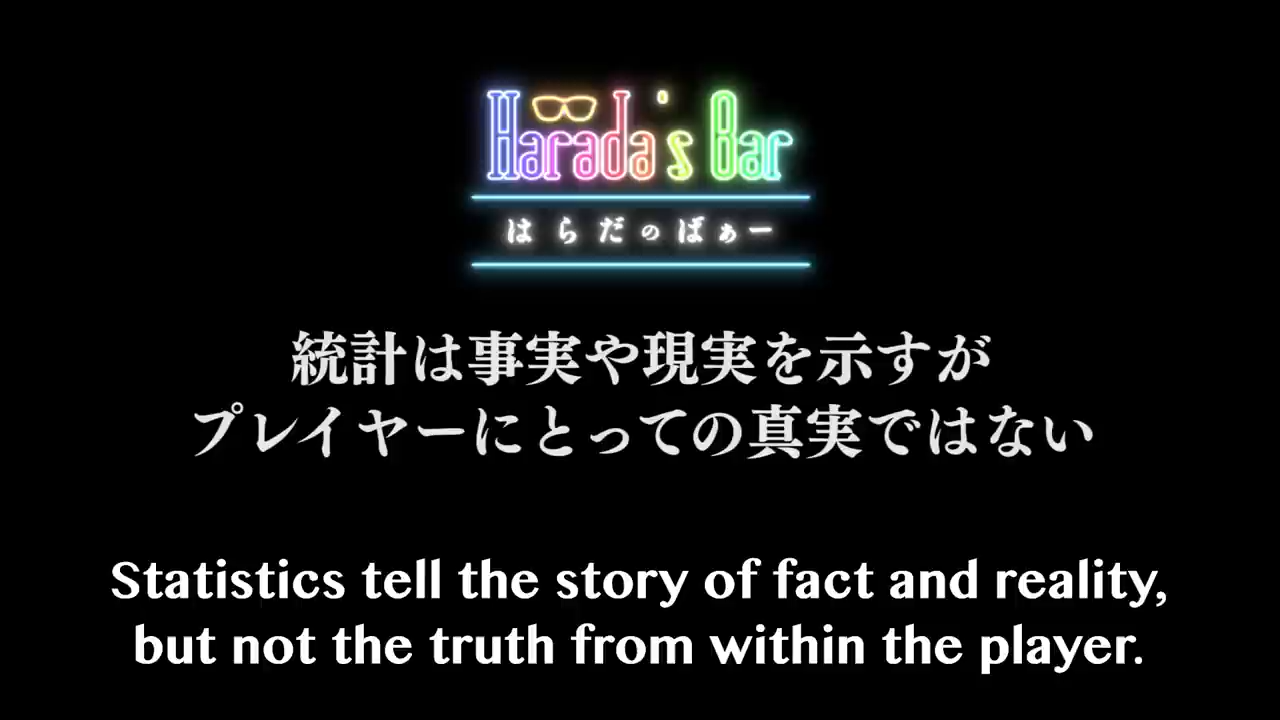 Harada's Bar
はらだのばぁー
統計は事実や現実を示すが
プレイヤーにとっての真実ではない
Statistics tell the story of fact and reality,
but not the truth from within the player.